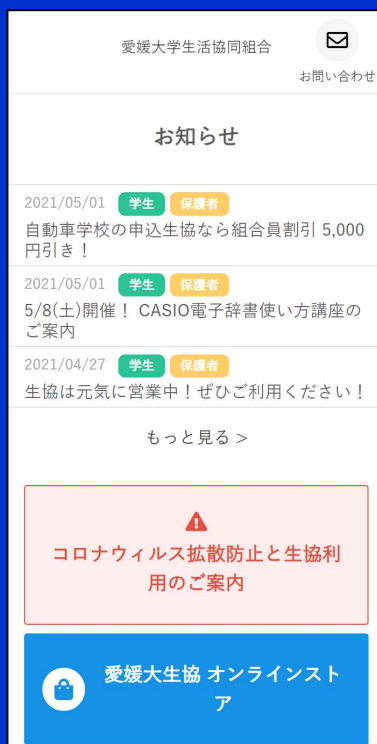 愛媛大学生活協同組合
お問い合わせ
お知らせ
2021/05/01 学生 保護者
自動車学校の申込生協なら組合員割引 5,000
円引き！
2021/05/01 学生 保護者
5/8(土)開催！ CASIO電子辞書使い方講座の
ご案内
2021/04/27 学生 保護者
生協は元気に営業中！ぜひご利用ください！
もっと見る >
コロナウィルス拡散防止と生協利
用のご案内
愛媛大生協 オンラインスト
ア